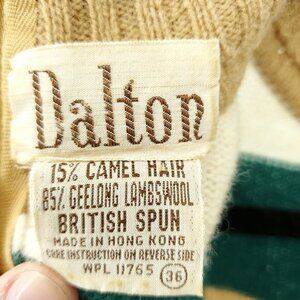 Dalton
15% CAMEL HAIR
85% GEELONG LAMBSWOOL
BRITISH SPUN
MADE IN HONG KONG
CARE INSTRUCTION ON REVERSE SIDE
WPL 11765 36